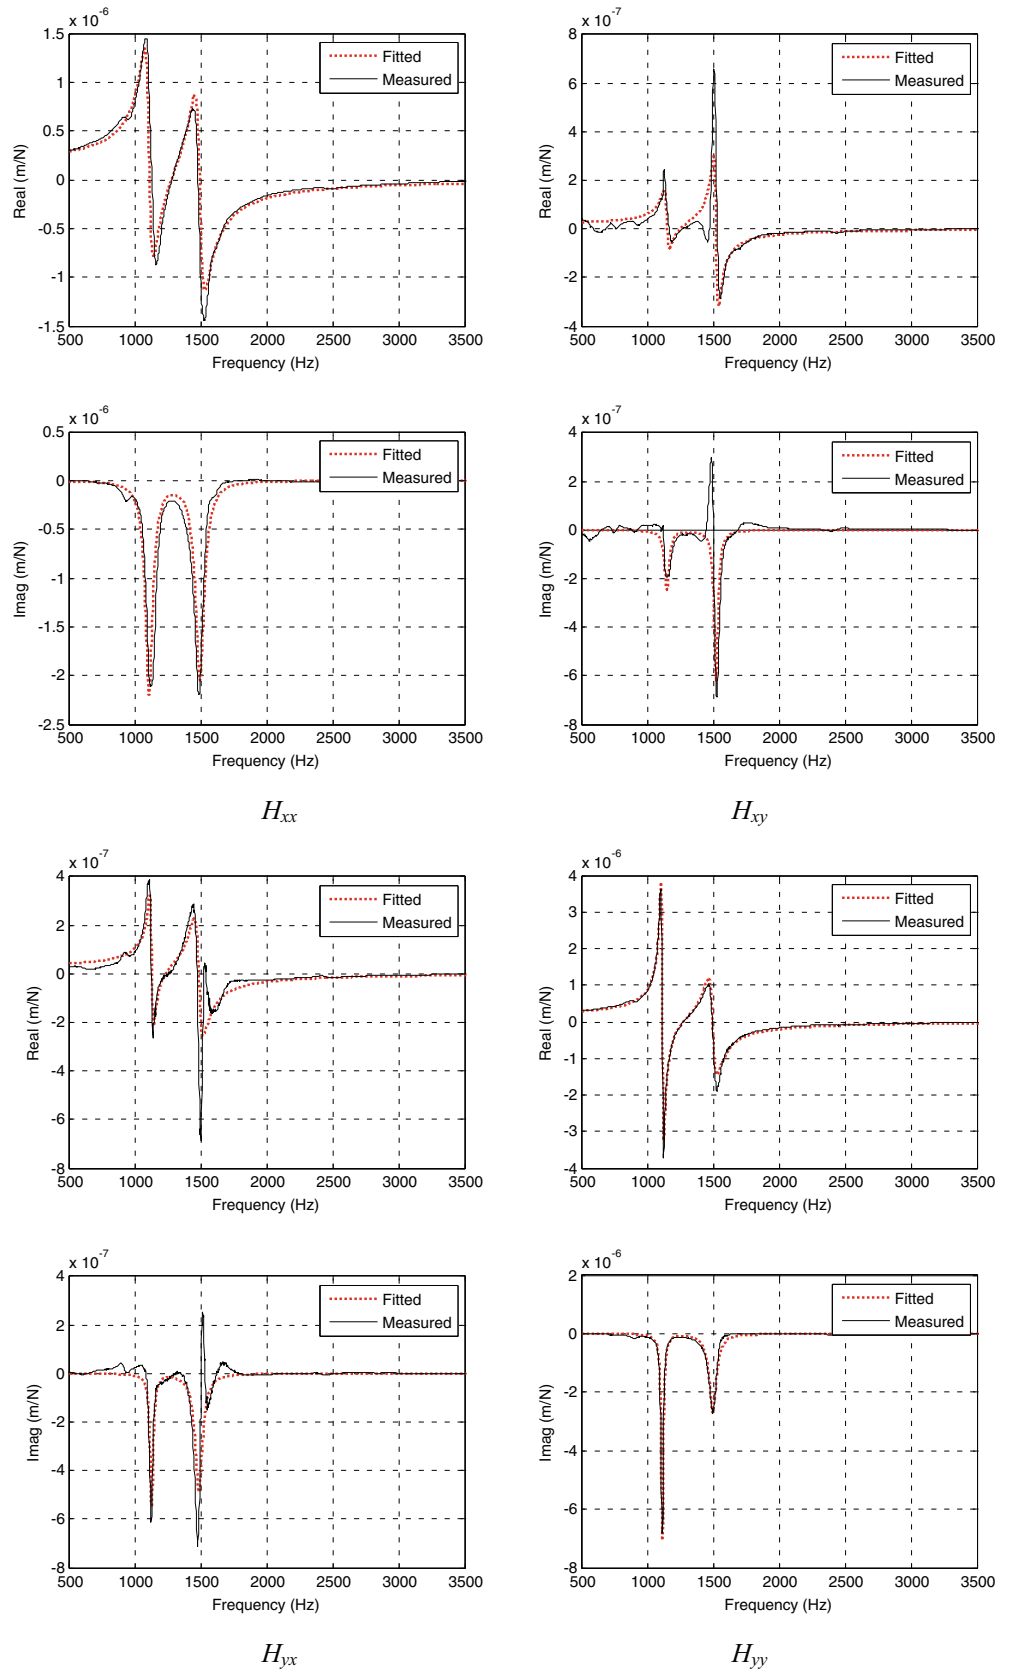 x 10-6
x 10-7
1.5
1
0.5
0
-0.5
-1
-1.5
Real (m/N)
Fitted
Measured
500 1000 1500 2000 2500 3000 3500
Frequency (Hz)
8
6
4
2
0
-2
-4
Real (m/N)
Fitted
Measured
500 1000 1500 2000 2500 3000 3500
Frequency (Hz)
x 10-6
x 10-7
0.5
0
-0.5
-1
-1.5
-2
-2.5
Imag (m/N)
Fitted
Measured
500 1000 1500 2000 2500 3000 3500
Frequency (Hz)
4
2
0
-2
-4
-6
-8
Imag (m/N)
Fitted
Measured
500 1000 1500 2000 2500 3000 3500
Frequency (Hz)
Hxx
Hxy
x 10-7
x 10-6
4
2
0
-2
-4
-6
-8
Real (m/N)
Fitted
Measured
500 1000 1500 2000 2500 3000 3500
Frequency (Hz)
4
3
2
1
0
-1
-2
-3
-4
Real (m/N)
Fitted
Measured
500 1000 1500 2000 2500 3000 3500
Frequency (Hz)
x 10-7
x 10-6
4
2
0
-2
-4
-6
-8
Imag (m/N)
Fitted
Measured
500 1000 1500 2000 2500 3000 3500
Frequency (Hz)
2
0
-2
-4
-6
-8
Imag (m/N)
Fitted
Measured
500 1000 1500 2000 2500 3000 3500
Frequency (Hz)
Hyx
Hyy